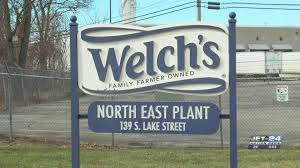 Welch's
FAMILY FARMER OWNED
NORTH EAST PLANT
139 S. LAKE STREET
JET-24